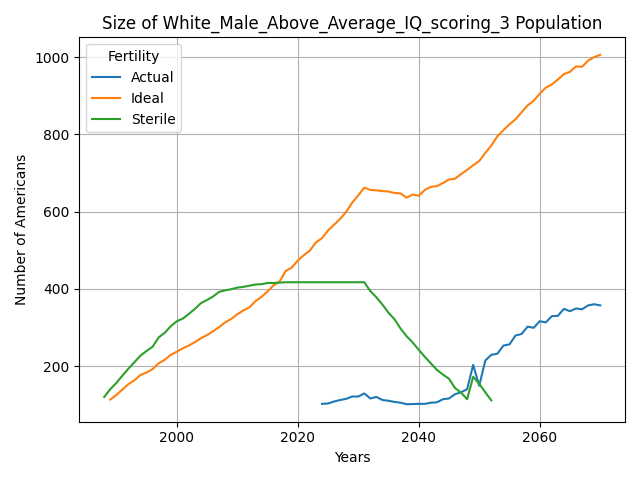 Size of White_Male_Above_Average_IQ_scoring_3 Population
Fertility
Actual
Ideal
Sterile
1000
800
600
400
200
Number of Americans
2000
2020
2040
2060
Years